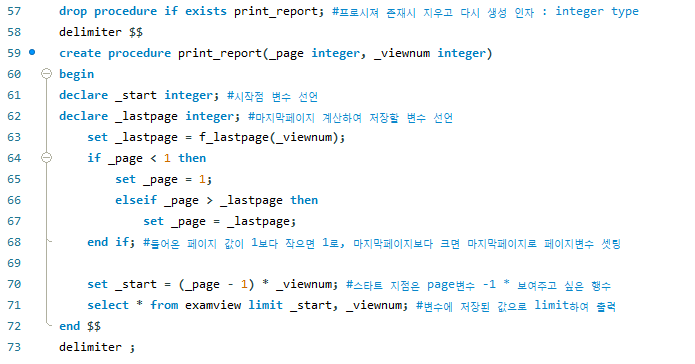 57 drop procedure if exists print_report; #프로시져 존재시 지우고 다시 생성 인자 : integer type
58 delimiter $$
59 create procedure print_report(_page integer, _viewnum integer)
60 begin
61 declare _start integer; #시작점 변수 선언
62 declare _lastpage integer; #마지막페이지 계산하여 저장할 변수 선언
63 set _lastpage = f_lastpage(_viewnum);
64 if _page < 1 then
65 set _page = 1;
66 elseif _page > _lastpage then
67 set _page = _lastpage;
68 end if; #들어온 페이지 값이 1보다 작으면 1로, 마지막페이지보다 크면 마지막페이지로 페이지변수 셋팅
69
70 set _start = (_page - 1) * _viewnum; #스타트 지점은 page변수 -1 * 보여주고 싶은 행수
71 select * from examview limit _start, _viewnum; #변수에 저장된 값으로 limit하여 출력
72 end $$
73 delimiter ;